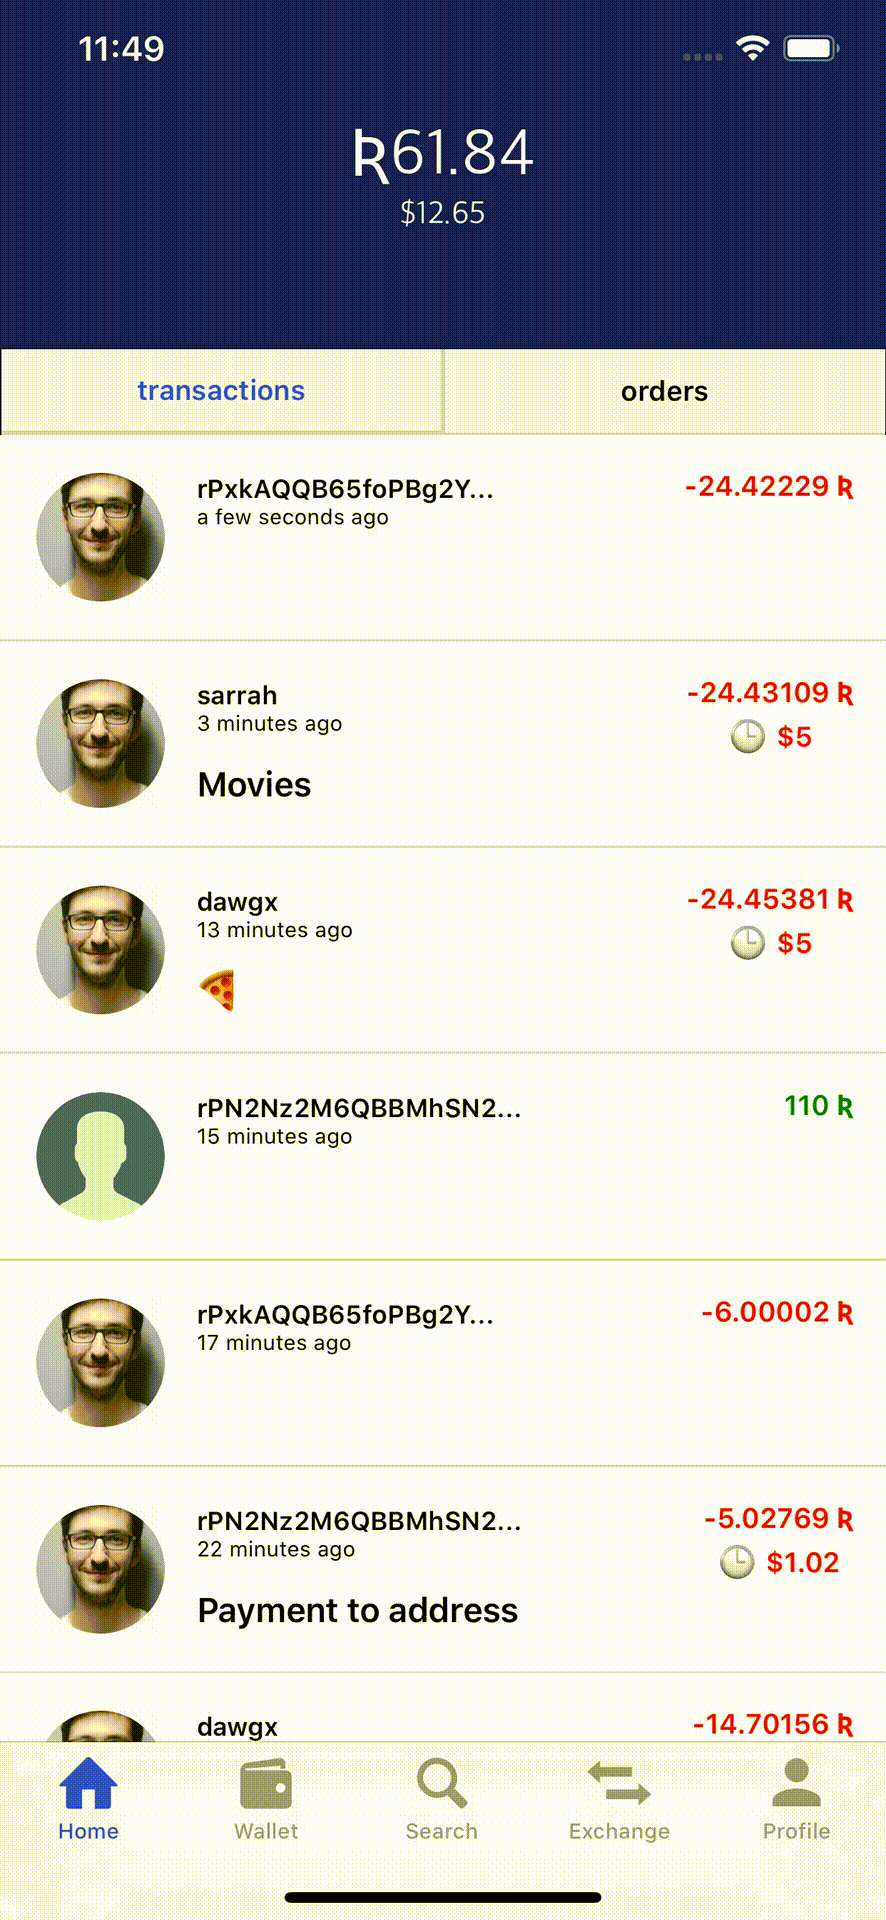 11:49
Ʀ61.84
$12.65
transactions orders
rPxkAQQB65foPBg2Y... -24.42229 Ʀ
a few seconds ago
sarrah -24.43109 Ʀ
3 minutes ago $5
Movies
dawgx -24.45381 Ʀ
13 minutes ago $5
🍕
rPN2Nz2M6QBBMhSN2... 110 Ʀ
15 minutes ago
rPxkAQQB65foPBg2Y... -6.00002 Ʀ
17 minutes ago
rPN2Nz2M6QBBMhSN2... -5.02769 Ʀ
22 minutes ago $1.02
Payment to address
dawgx -14.70156 Ʀ
Home Wallet Search Exchange Profile